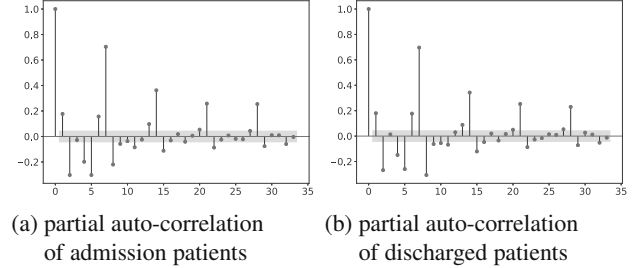 1.0
0.8
0.6
0.4
0.2
0.0
−0.2
0 5 10 15 20 25 30 35
1.0
0.8
0.6
0.4
0.2
0.0
−0.2
0 5 10 15 20 25 30 35
(a) partial auto-correlation
of admission patients
(b) partial auto-correlation
of discharged patients